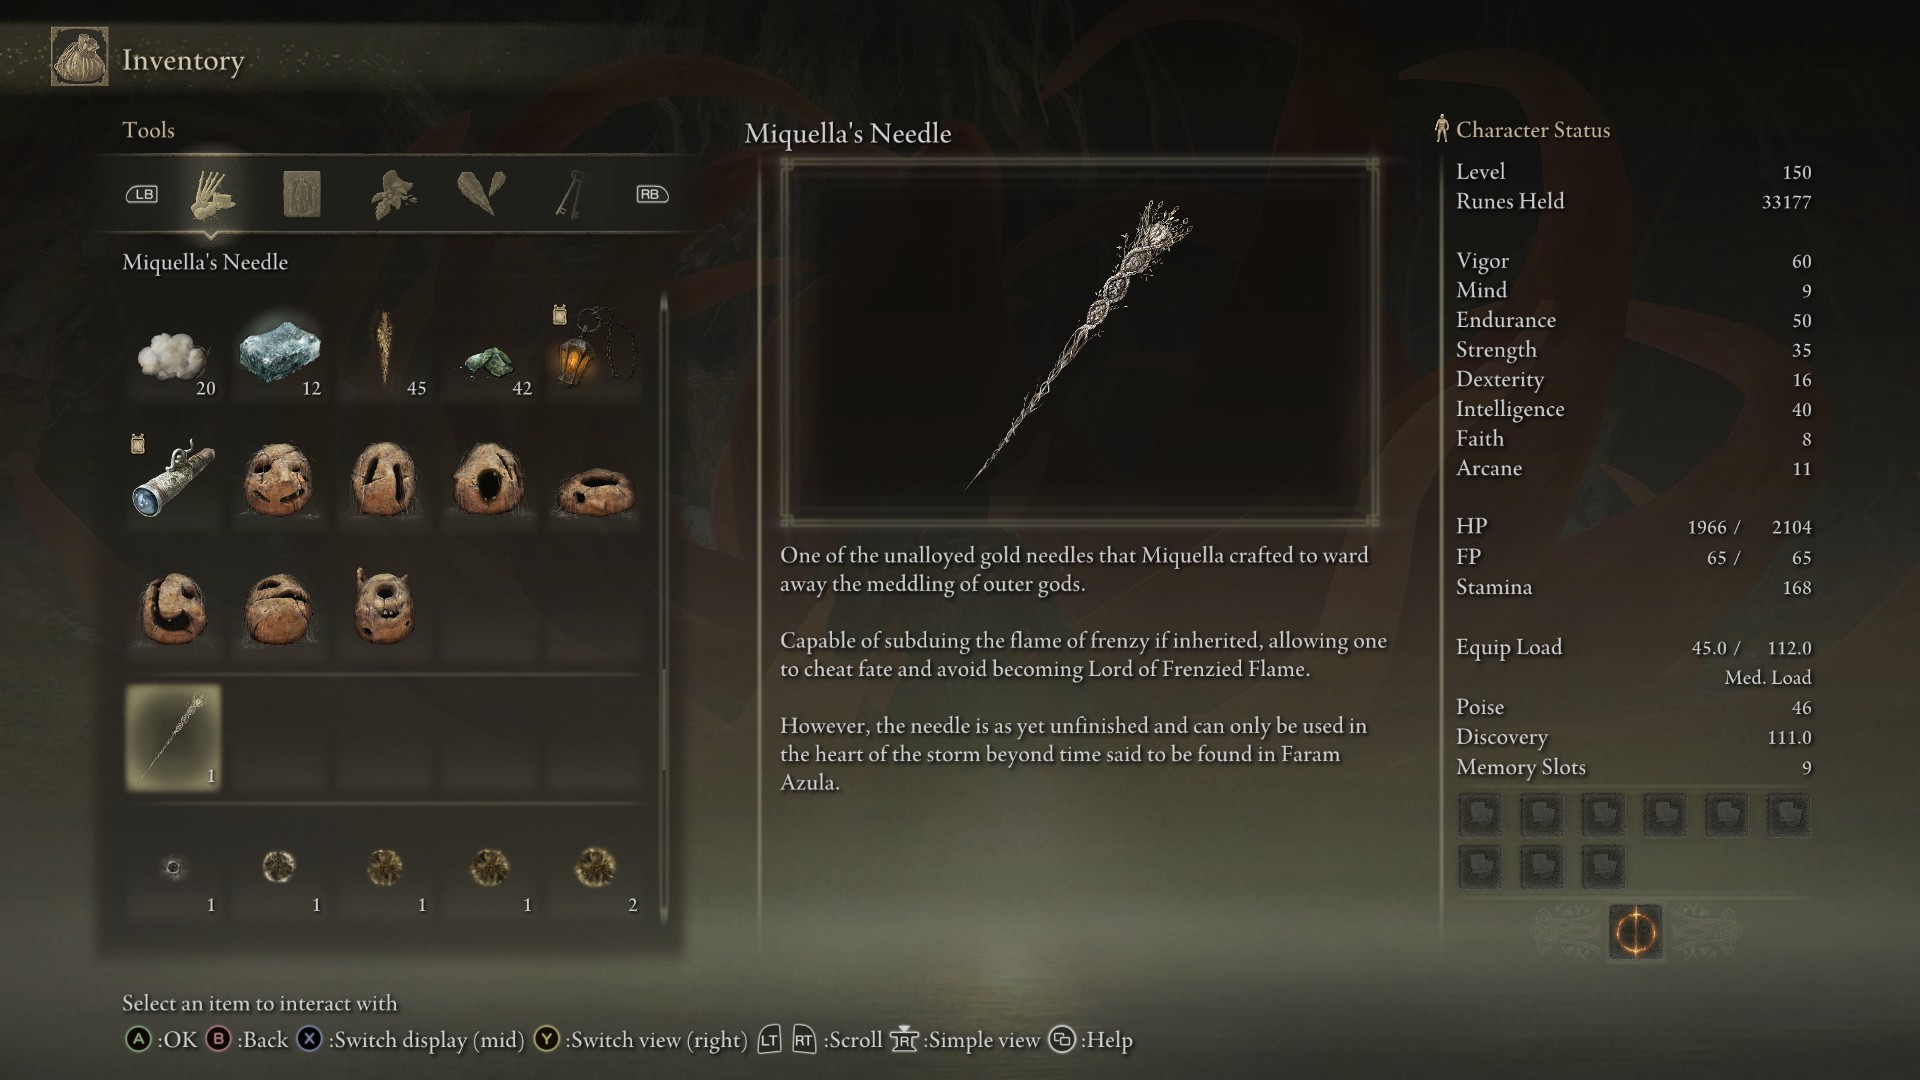 Inventory
Tools
LB
RB
Miquella's Needle
20
12
45
42
1
1
1
1
1
2
Miquella's Needle
One of the unalloyed gold needles that Miquella crafted to ward
away the meddling of outer gods.
Capable of subduing the flame of frenzy if inherited, allowing one
to cheat fate and avoid becoming Lord of Frenzied Flame.
However, the needle is as yet unfinished and can only be used in
the heart of the storm beyond time said to be found in Faram
Azula.
Character Status
Level 150
Runes Held 33177
Vigor 60
Mind 9
Endurance 50
Strength 35
Dexterity 16
Intelligence 40
Faith 8
Arcane 11
HP 1966 / 2104
FP 65 / 65
Stamina 168
Equip Load 45.0 / 112.0
Med. Load
Poise 46
Discovery 111.0
Memory Slots 9
Select an item to interact with
A :OK B :Back X :Switch display (mid) Y :Switch view (right) LT RT :Scroll R :Simple view :Help